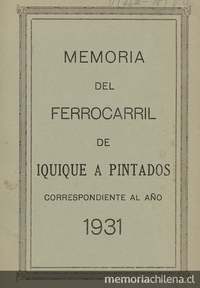 MEMORIA
DEL
FERROCARRIL
DE
IQUIQUE A PINTADOS
CORRESPONDIENTE AL AÑO
1931
memoriachilena.cl